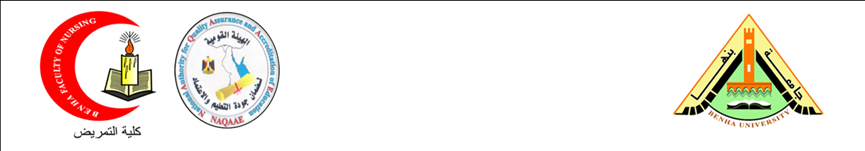 BENHA FACULTY OF NURSING
كلية التمريض
National Authority for Quality Assurance and Accreditation of Education
الهيئة القومية
لضمان جودة التعليم والاعتماد
NAQAAE
جامعة بنها
BENHA UNIVERSITY